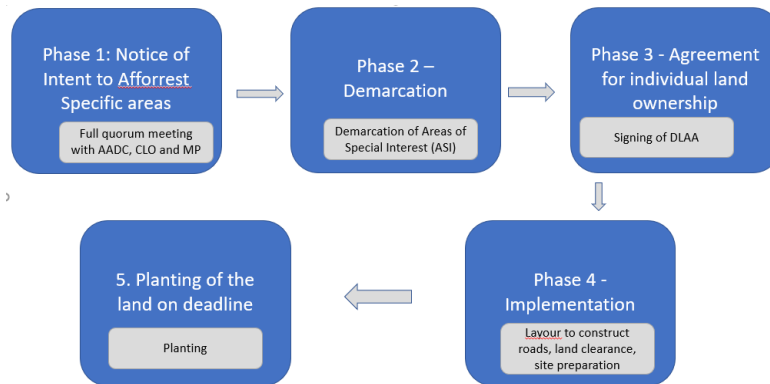 Phase 1: Notice of
Intent to Afforrest
Specific areas
Full quorum meeting
with AADC, CLO and MP
Phase 2 –
Demarcation
Demarcation of Areas of
Special Interest (ASI)
Phase 3 - Agreement
for individual land
ownership
Signing of DLAA
Phase 4 -
Implementation
Layour to construct
roads, land clearance,
site preparation
5. Planting of the
land on deadline
Planting